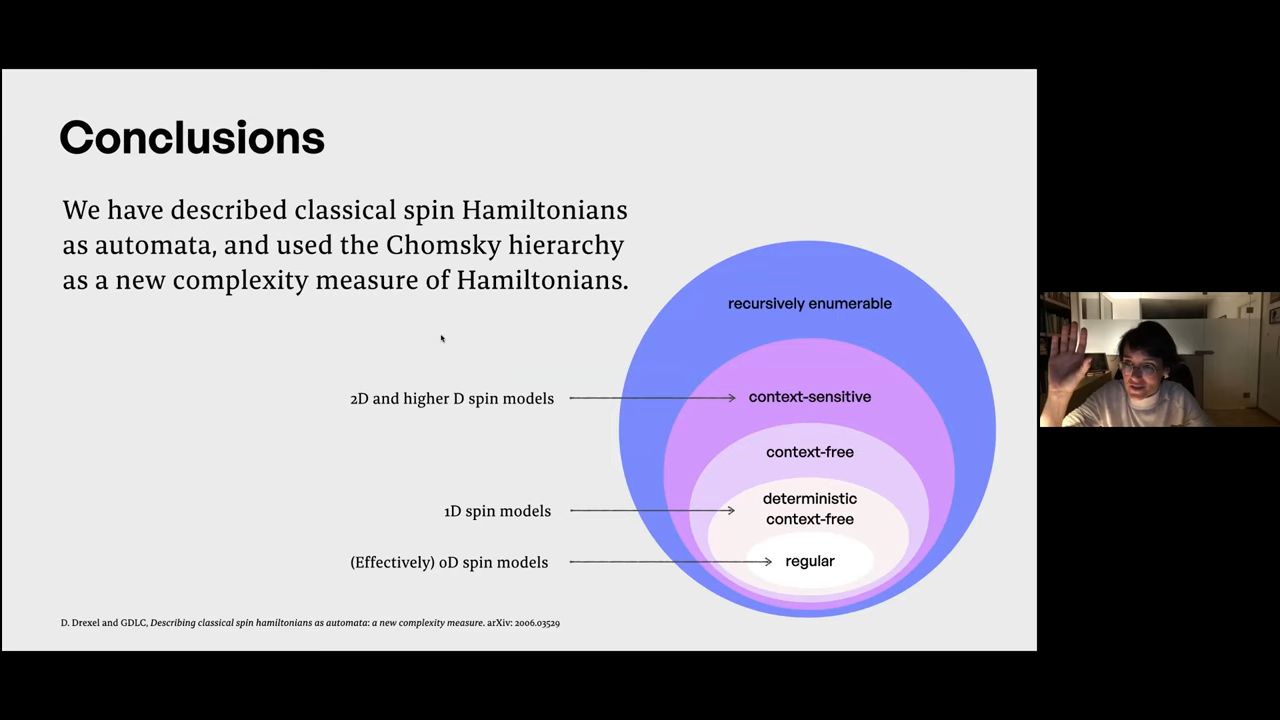 Conclusions
We have described classical spin Hamiltonians
as automata, and used the Chomsky hierarchy
as a new complexity measure of Hamiltonians.
recursively enumerable
2D and higher D spin models
context-sensitive
context-free
1D spin models
deterministic
context-free
(Effectively) 0D spin models
regular
D. Drexel and GDLC, Describing classical spin hamiltonians as automata: a new complexity measure. arXiv: 2006.03529